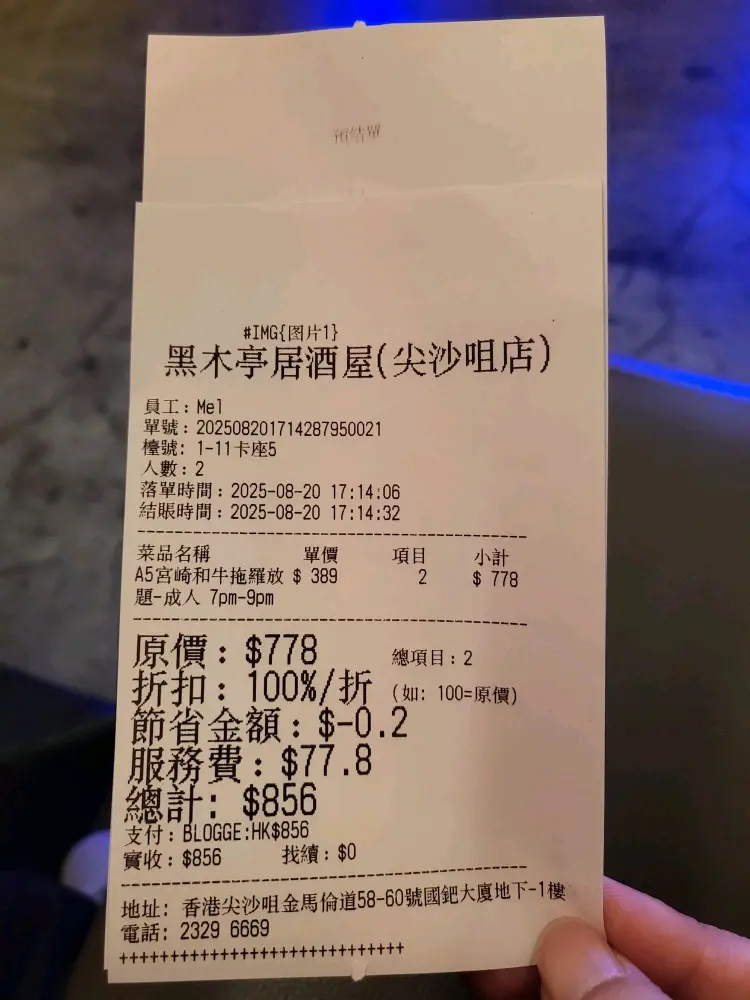 預結單
#IMG{图片1}
黑木亭居酒屋(尖沙咀店)
員工: Mel
單號: 202508201714287950021
檯號: 1-11卡座5
人數: 2
落單時間: 2025-08-20 17:14:06
結賬時間: 2025-08-20 17:14:32
菜品名稱 單價 項目 小計
A5宮崎和牛拖羅放 $ 389 2 $ 778
題-成人 7pm-9pm
原價: $778 總項目: 2
折扣: 100%/折 (如: 100=原價)
節省金額: $-0.2
服務費: $77.8
總計: $856
支付: BLOGGE:HK$856
實收: $856 找續: $0
地址: 香港尖沙咀金馬倫道58-60號國鈀大廈地下-1樓
電話: 2329 6669
++++++++++++++++++++++++++++